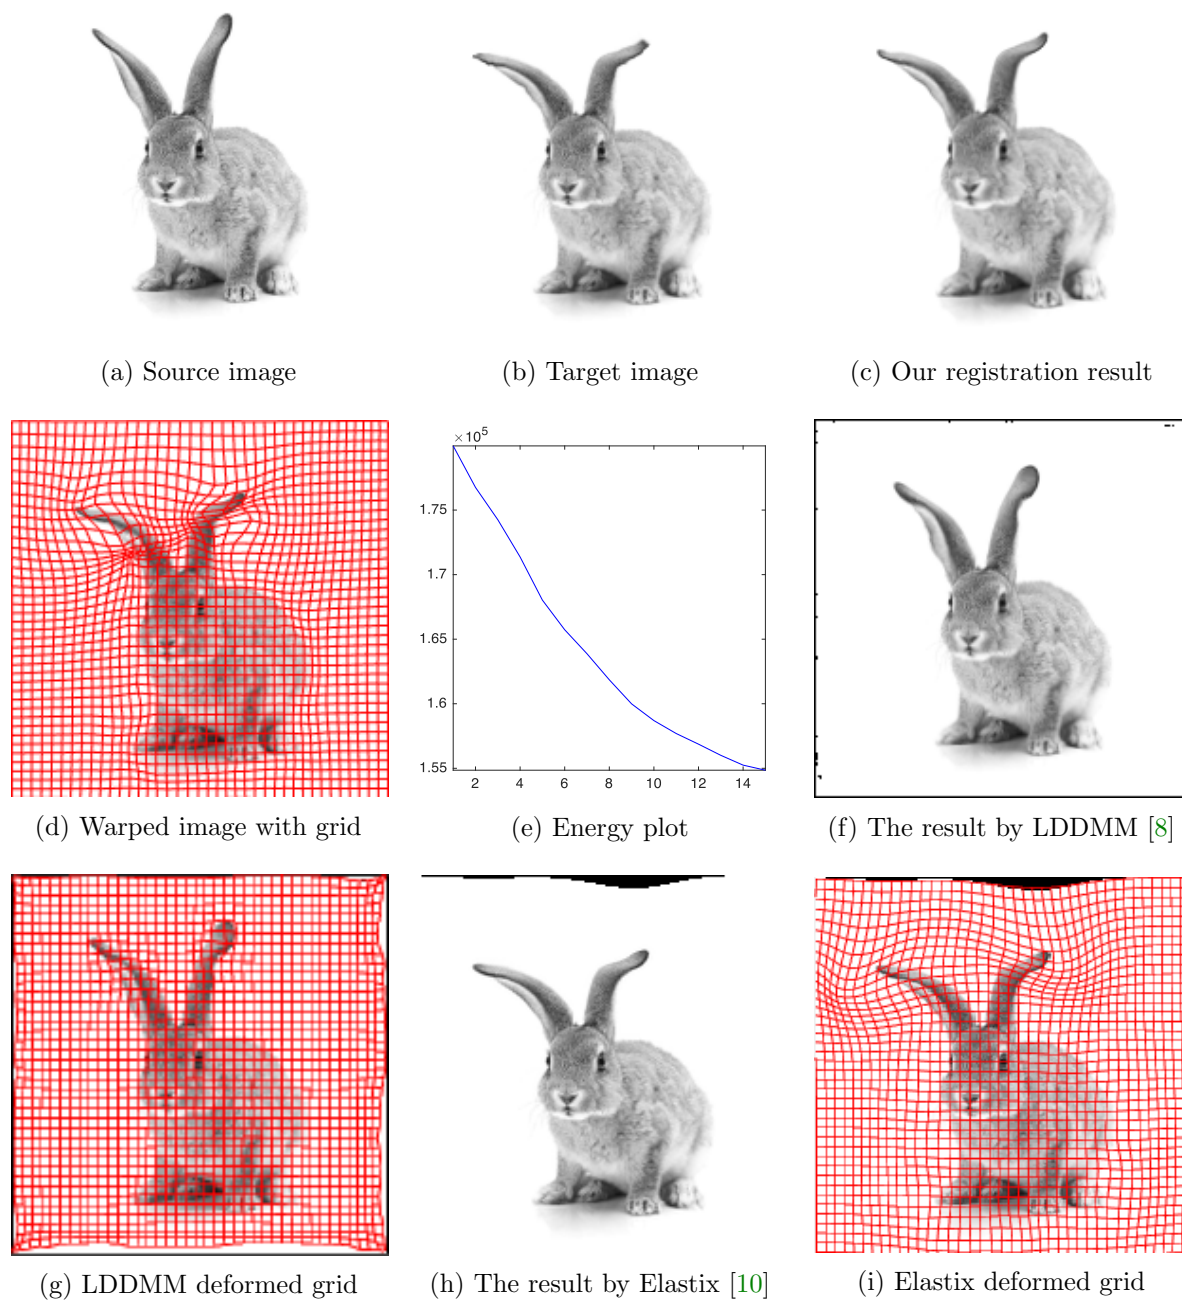 (a) Source image
(b) Target image
(c) Our registration result
×10⁵
1.75
1.7
1.65
1.6
1.55
2 4 6 8 10 12 14
(d) Warped image with grid
(e) Energy plot
(f) The result by LDDMM [8]
(g) LDDMM deformed grid
(h) The result by Elastix [10]
(i) Elastix deformed grid